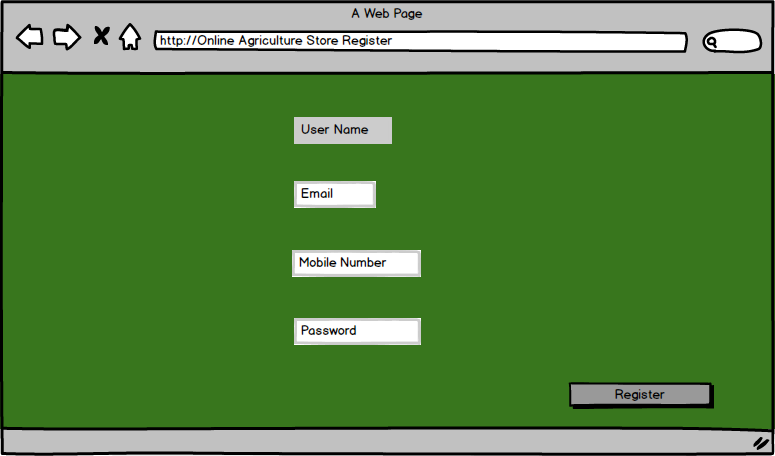 A Web Page
http://Online Agriculture Store Register
User Name
Email
Mobile Number
Password
Register